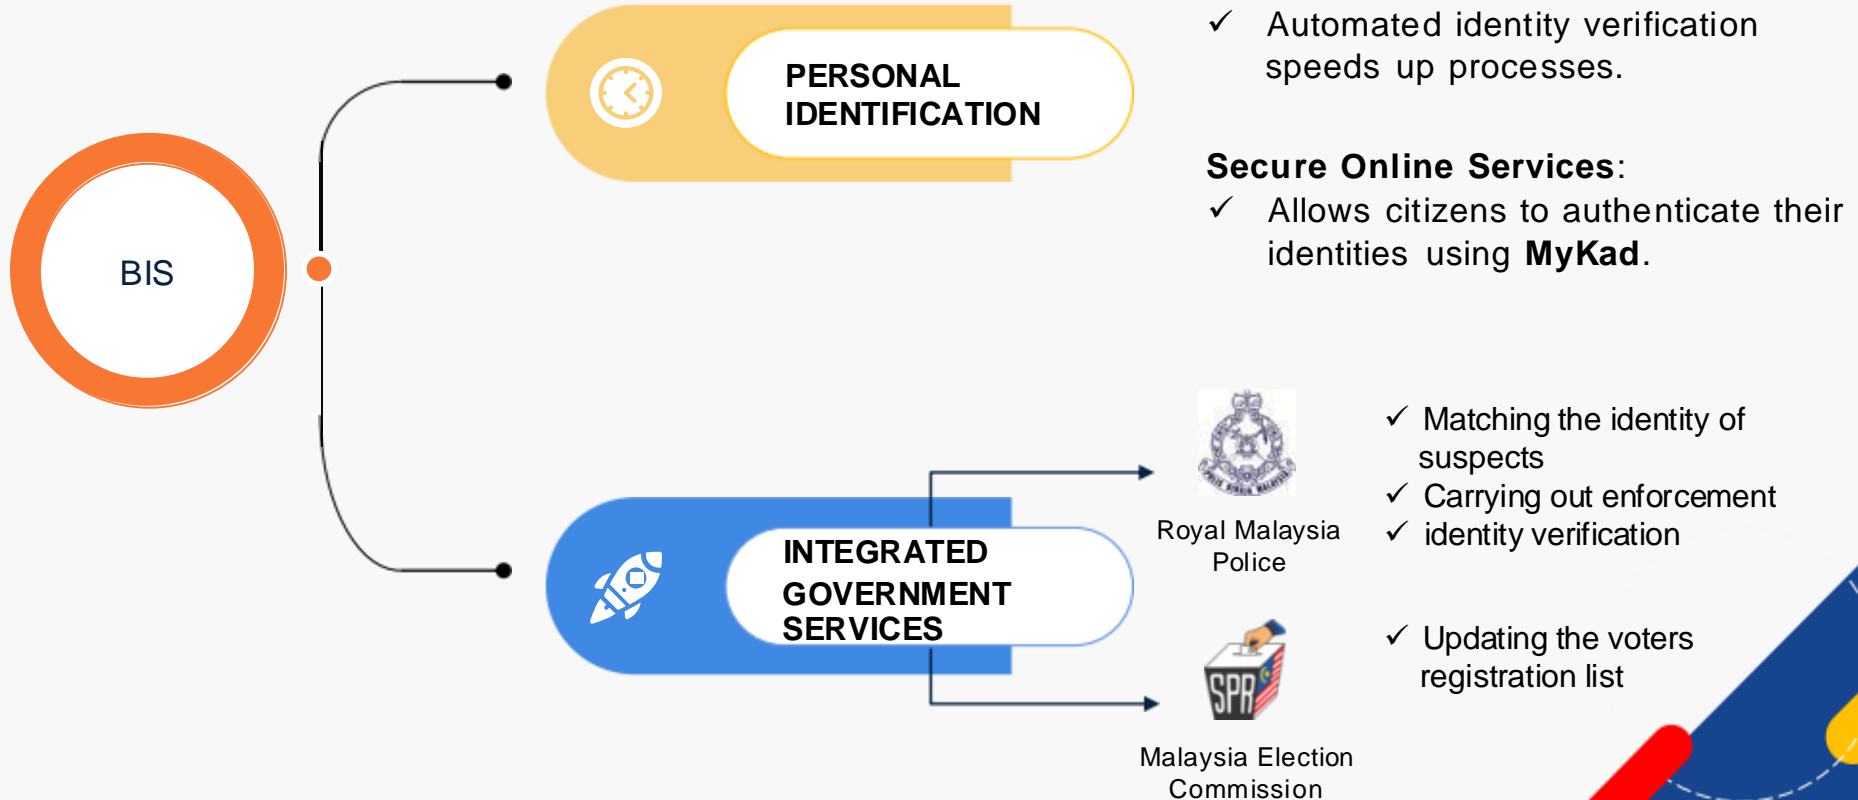 BIS
PERSONAL
IDENTIFICATION
✓ Automated identity verification
speeds up processes.
Secure Online Services:
✓ Allows citizens to authenticate their
identities using MyKad.
INTEGRATED
GOVERNMENT
SERVICES
Royal Malaysia
Police
✓ Matching the identity of
suspects
✓ Carrying out enforcement
✓ identity verification
SPR
Malaysia Election
Commission
✓ Updating the voters
registration list